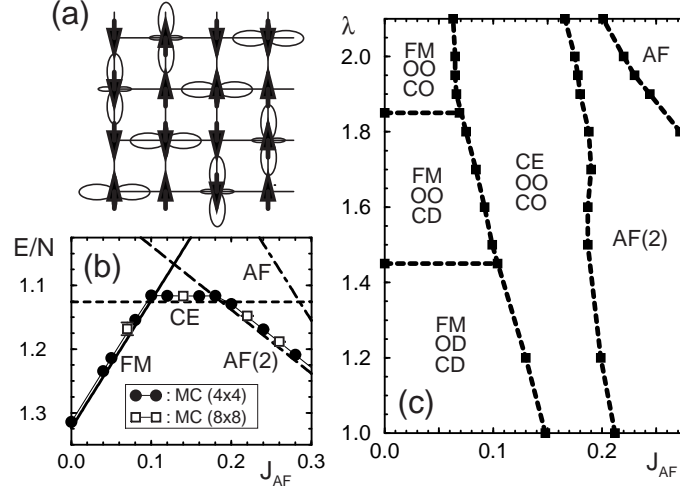 (a)
E/N
1.1
1.2
1.3
(b)
AF
CE
FM
AF(2)
: MC (4x4)
: MC (8x8)
0.0
0.1
0.2
0.3
J_AF
λ
2.0
1.8
1.6
1.4
1.2
1.0
FM
OO
CO
FM
OO
CD
FM
OD
CD
CE
OO
CO
AF
AF(2)
(c)
0
0.1
0.2
J_AF